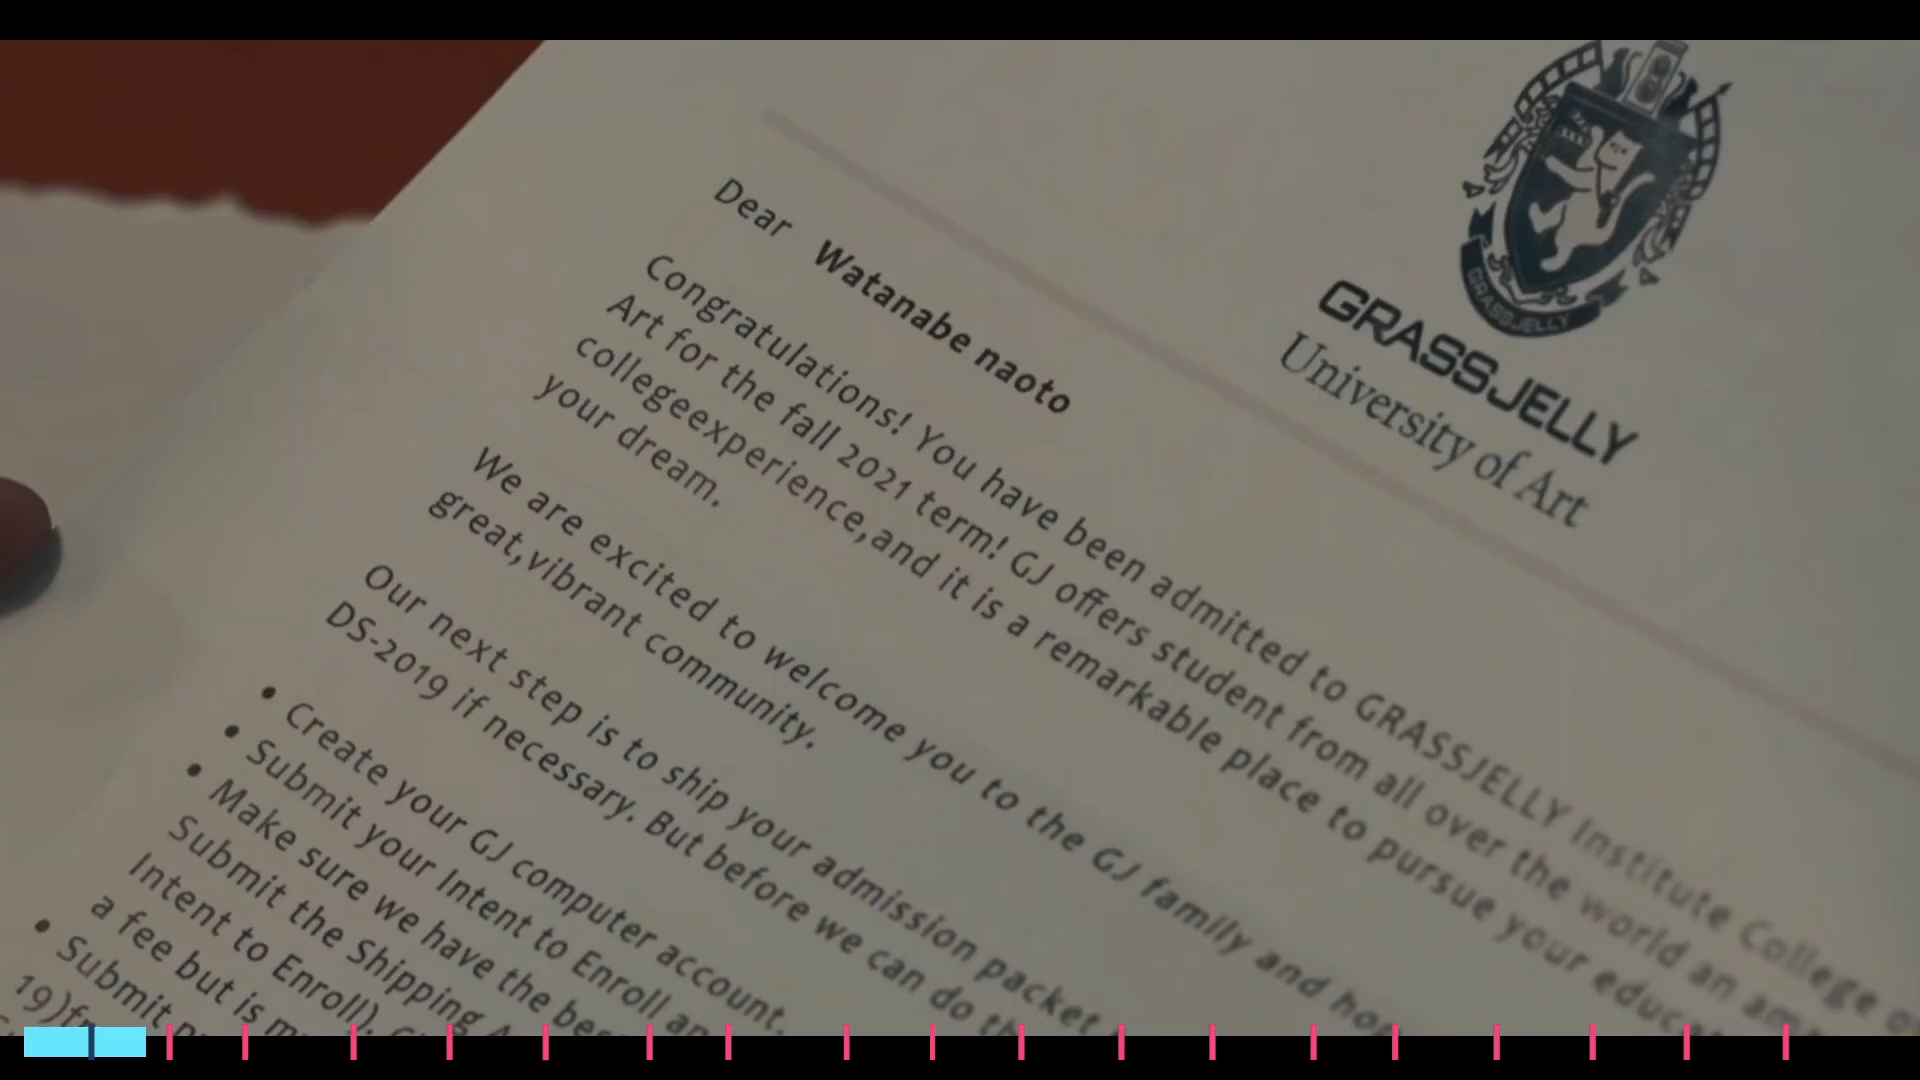 GRASSJELLY
GRASSJELLY
University of Art
Dear Watanabe naoto
Congratulations! You have been admitted to GRASSJELLY Institute College of
Art for the fall 2021 term! GJ offers student from all over the world an
collegeexperience,and it is a remarkable place to pursue your
your dream.
We are excited to welcome you to the GJ family and
great,vibrant community.
Our next step is to ship your admission packet
DS-2019 if necessary. But before we can do
• Create your GJ computer account.
• Submit your Intent to Enroll
• Make sure we have the
Submit the Shipping
Intent to Enroll).
a fee but is
• Submit